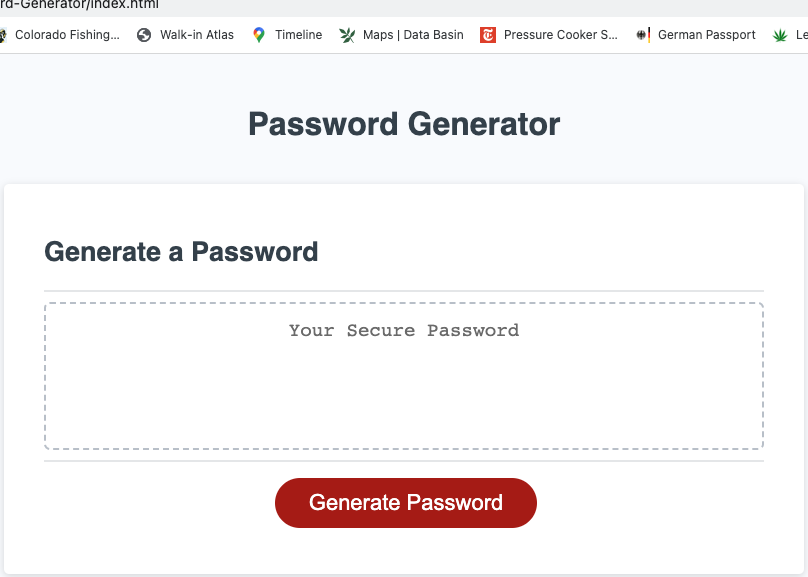 rd-Generator/index.html
Colorado Fishing... Walk-in Atlas Timeline Maps | Data Basin Pressure Cooker S... German Passport Le
Password Generator
Generate a Password
Your Secure Password
Generate Password